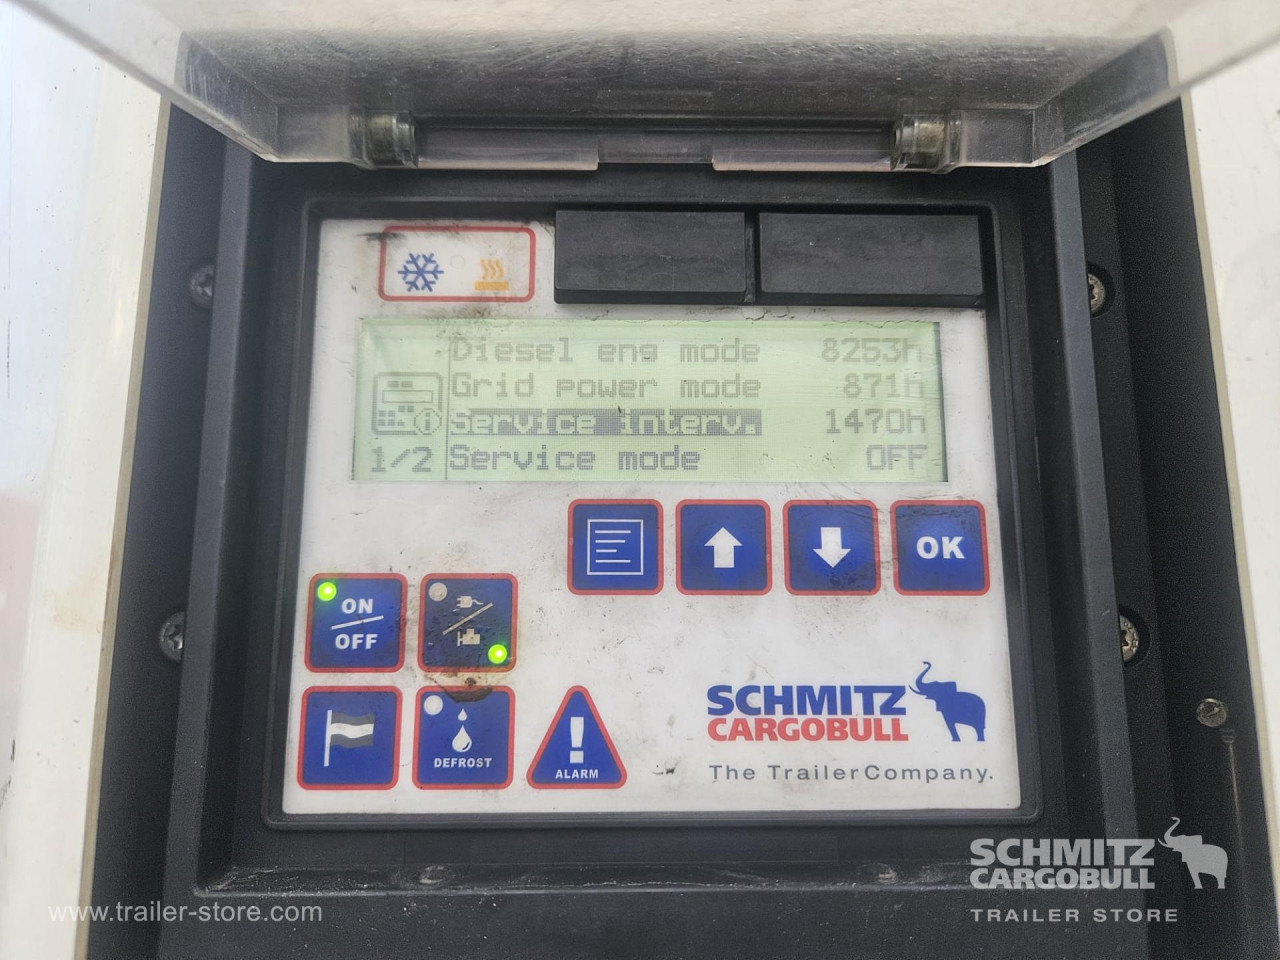 Diesel eng mode 8253h
Grid power mode 871h
Service interv. 1470h
1/2 Service mode OFF
OK
ON
OFF
DEFROST
ALARM
SCHMITZ
CARGOBULL
The TrailerCompany.
SCHMITZ
CARGOBULL
TRAILER STORE
www.trailer-store.com